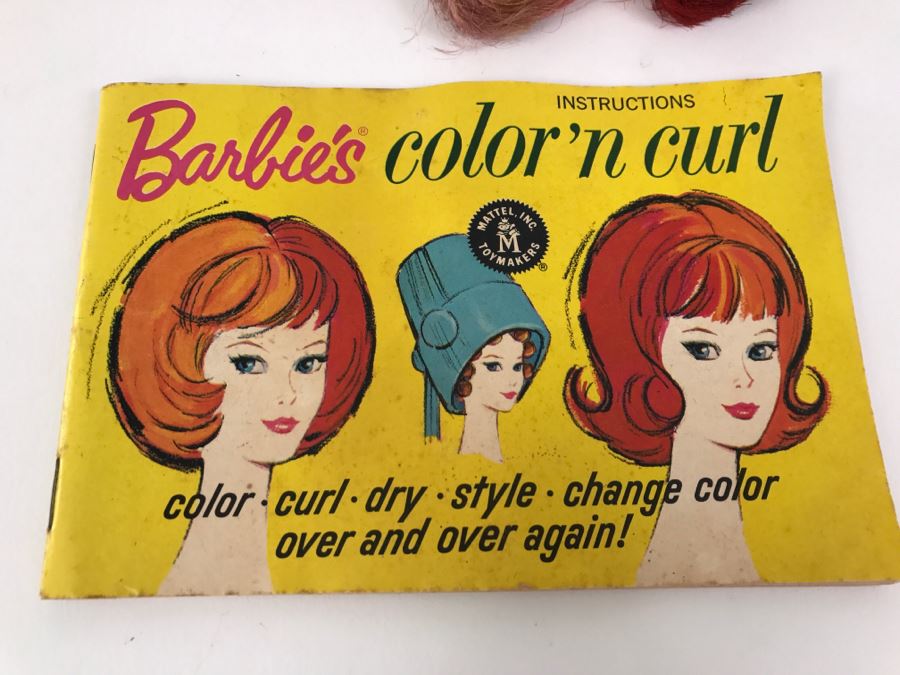 INSTRUCTIONS
Barbie's® color 'n curl
MATTEL, INC.
M
TOYMAKERS
®
color · curl · dry · style · change color
over and over again!